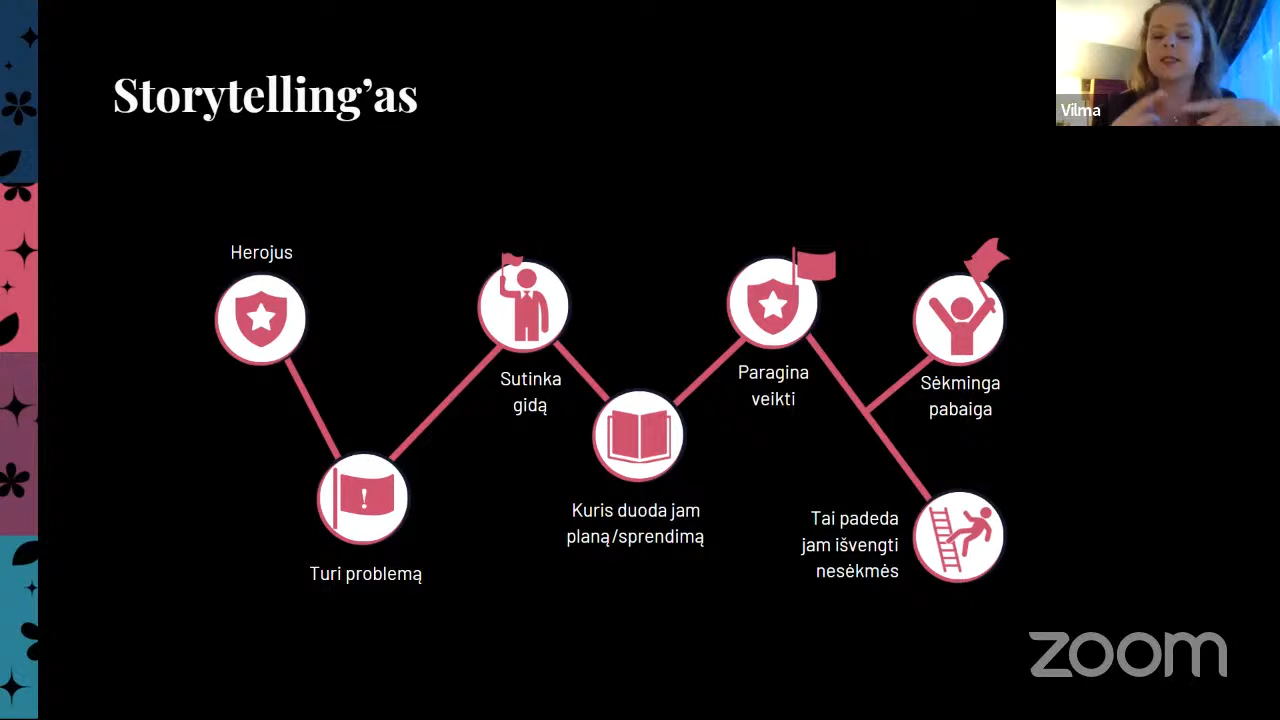 Storytelling’as
Vilma
Herojus
Turi problemą
Sutinka
gidą
Kuris duoda jam
planą/sprendimą
Paragina
veikti
Sėkminga
pabaiga
Tai padeda
jam išvengti
nesėkmės
!
zoom